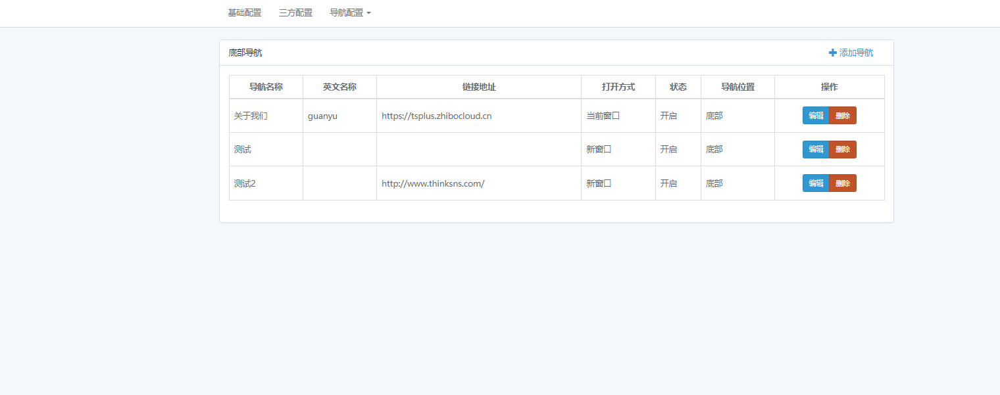 基础配置 三方配置 导航配置
底部导航 添加导航
导航名称 英文名称 链接地址 打开方式 状态 导航位置 操作
关于我们 guanyu https://tsplus.zhibocloud.cn 当前窗口 开启 底部 编辑 删除
测试 新窗口 开启 底部 编辑 删除
测试2 http://www.thinksns.com/ 新窗口 开启 底部 编辑 删除